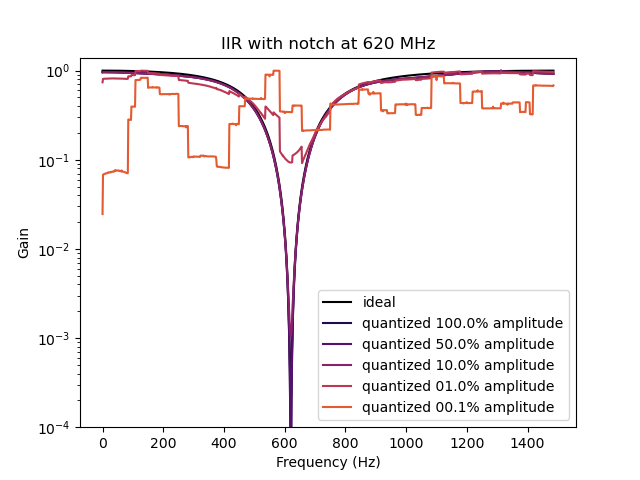 IIR with notch at 620 MHz
Gain
10⁰
10⁻¹
10⁻²
10⁻³
10⁻⁴
ideal
quantized 100.0% amplitude
quantized 50.0% amplitude
quantized 10.0% amplitude
quantized 01.0% amplitude
quantized 00.1% amplitude
0 200 400 600 800 1000 1200 1400
Frequency (Hz)